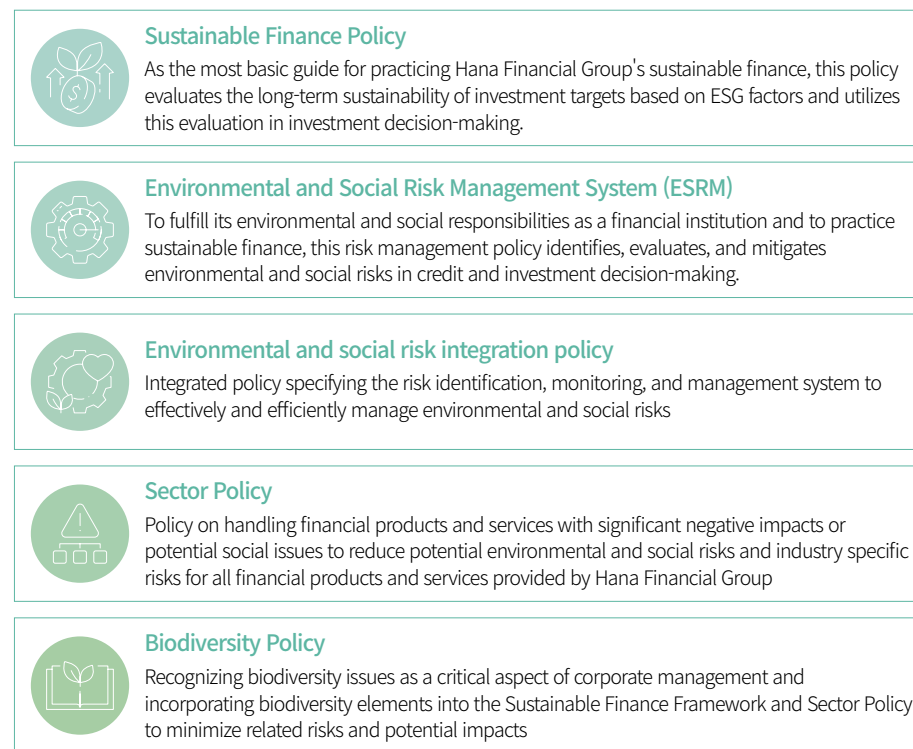 Sustainable Finance Policy
As the most basic guide for practicing Hana Financial Group's sustainable finance, this policy
evaluates the long-term sustainability of investment targets based on ESG factors and utilizes
this evaluation in investment decision-making.
Environmental and Social Risk Management System (ESRM)
To fulfill its environmental and social responsibilities as a financial institution and to practice
sustainable finance, this risk management policy identifies, evaluates, and mitigates
environmental and social risks in credit and investment decision-making.
Environmental and social risk integration policy
Integrated policy specifying the risk identification, monitoring, and management system to
effectively and efficiently manage environmental and social risks
Sector Policy
Policy on handling financial products and services with significant negative impacts or
potential social issues to reduce potential environmental and social risks and industry specific
risks for all financial products and services provided by Hana Financial Group
Biodiversity Policy
Recognizing biodiversity issues as a critical aspect of corporate management and
incorporating biodiversity elements into the Sustainable Finance Framework and Sector Policy
to minimize related risks and potential impacts